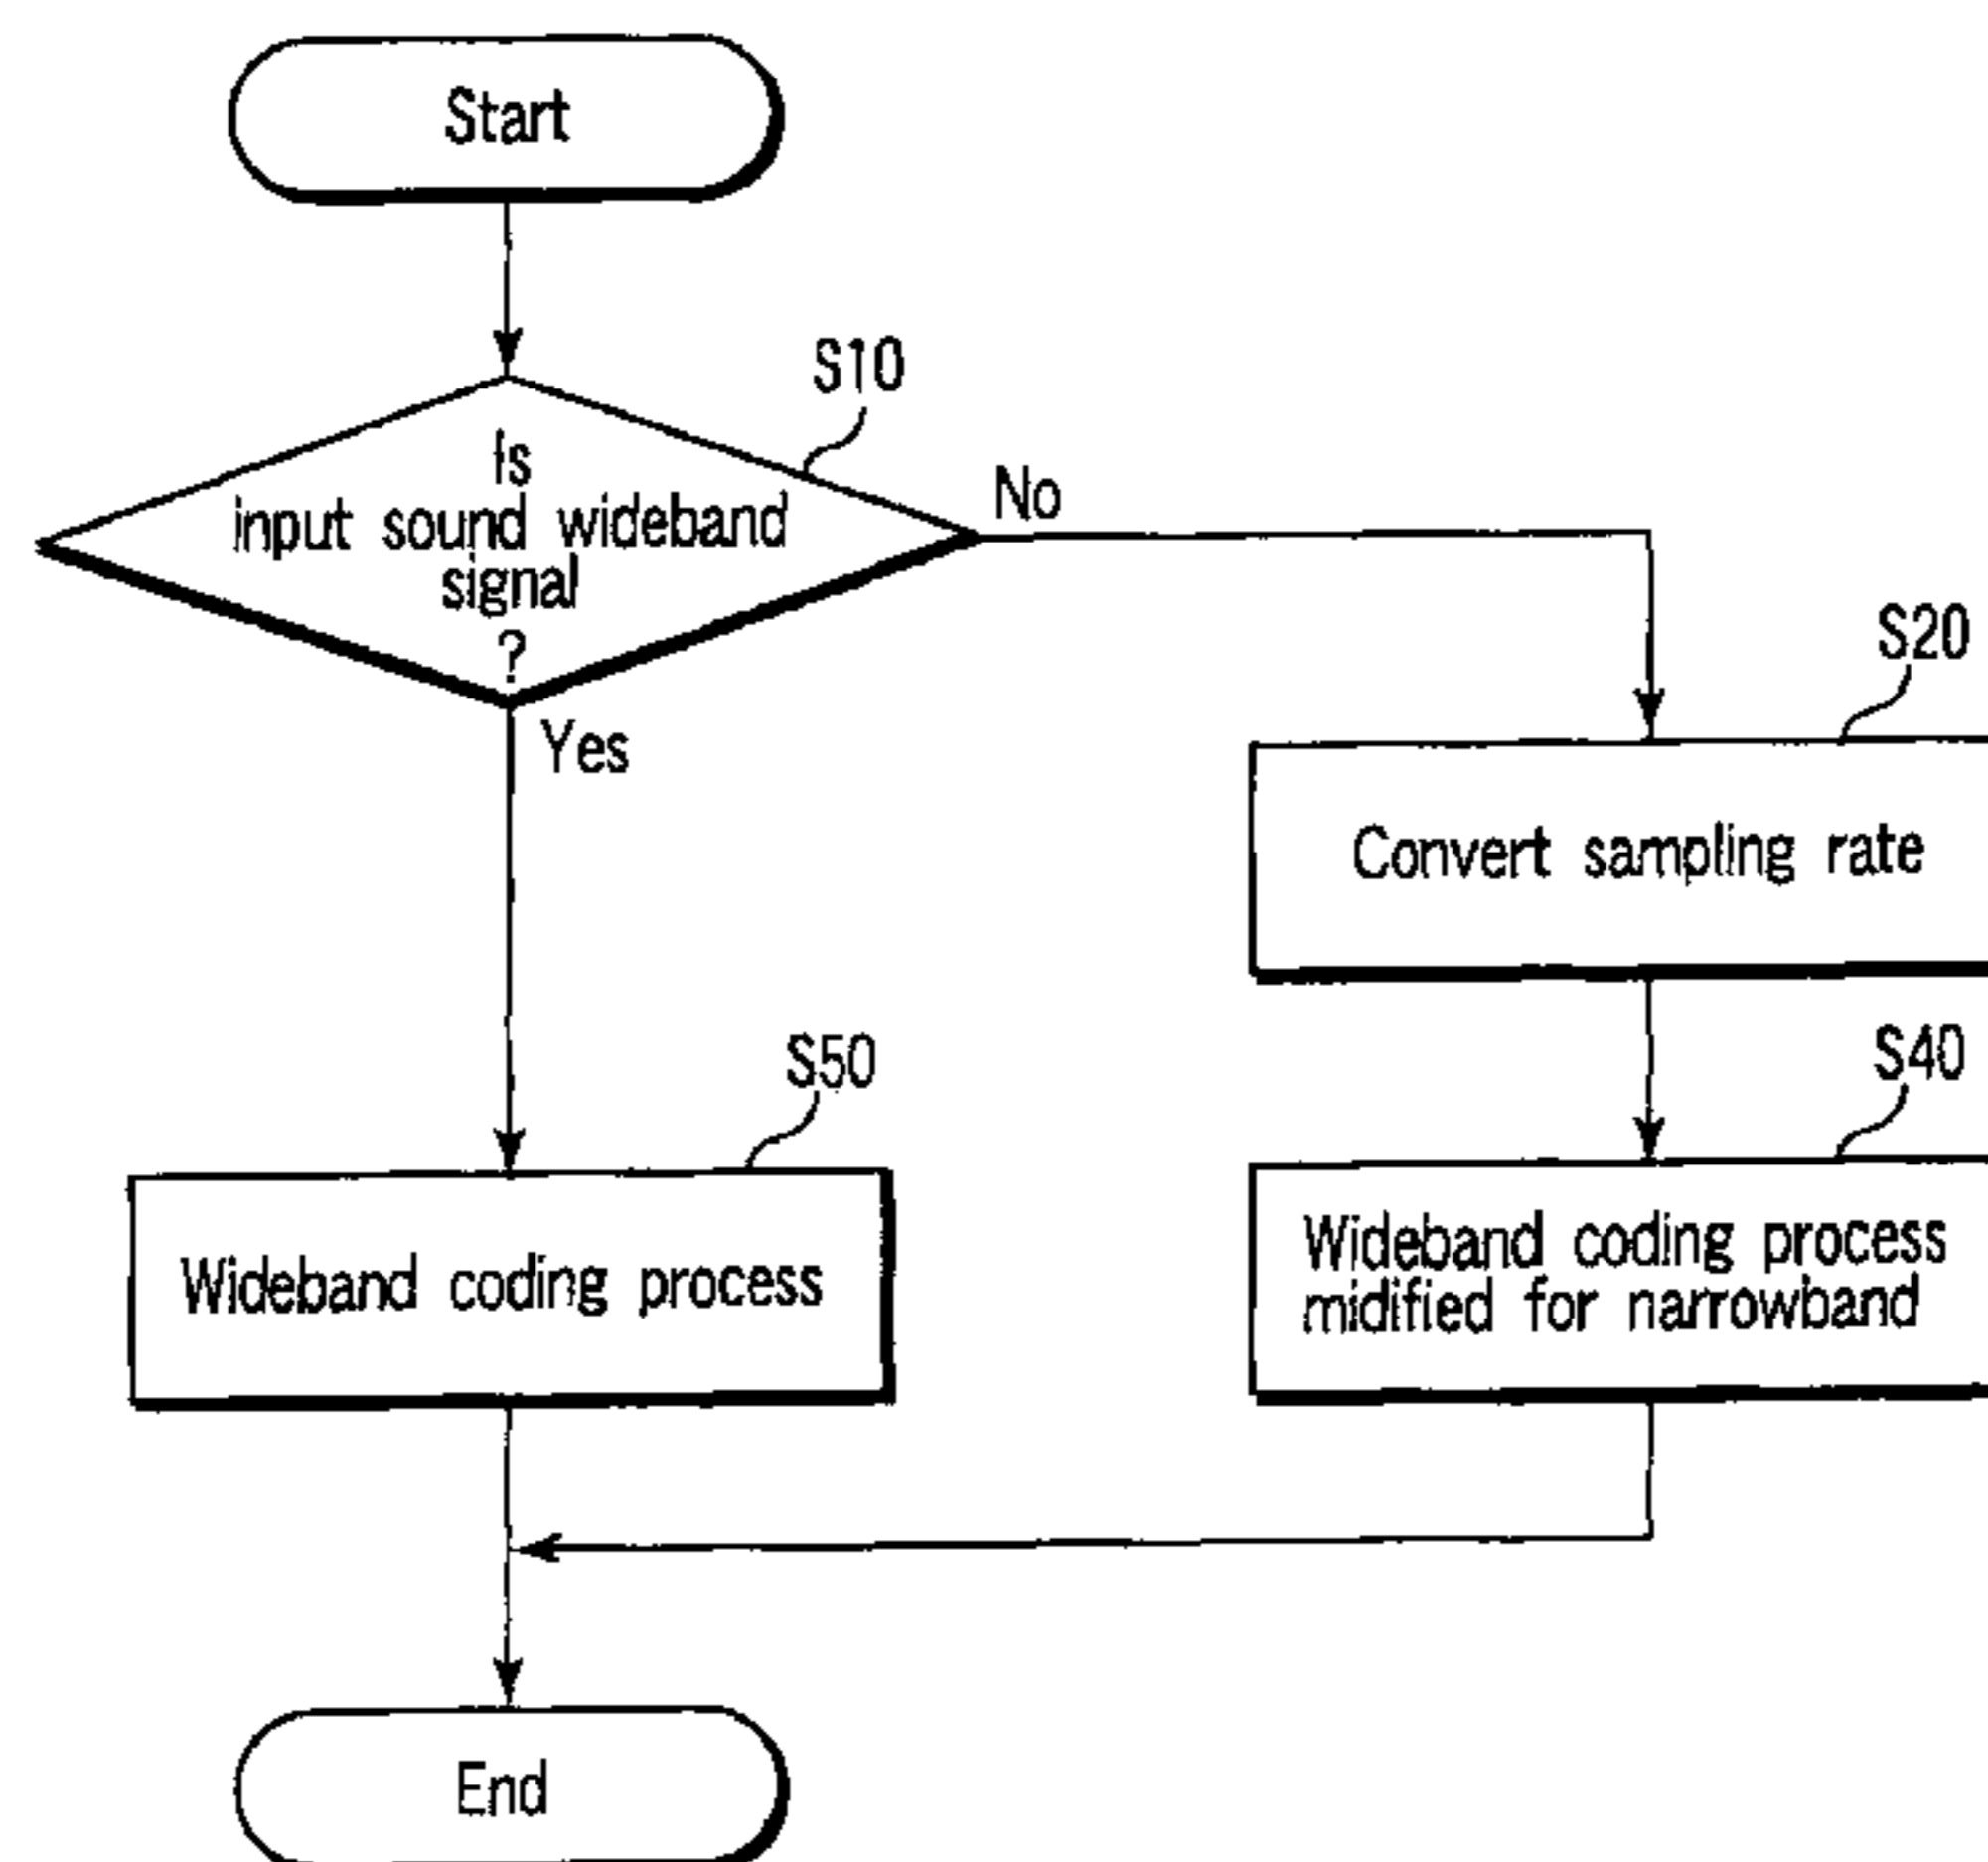 Start
S10
Is
input sound wideband
signal
?
No
Yes
S20
Convert sampling rate
S50
Wideband coding process
S40
Wideband coding process
midified for narrowband
End